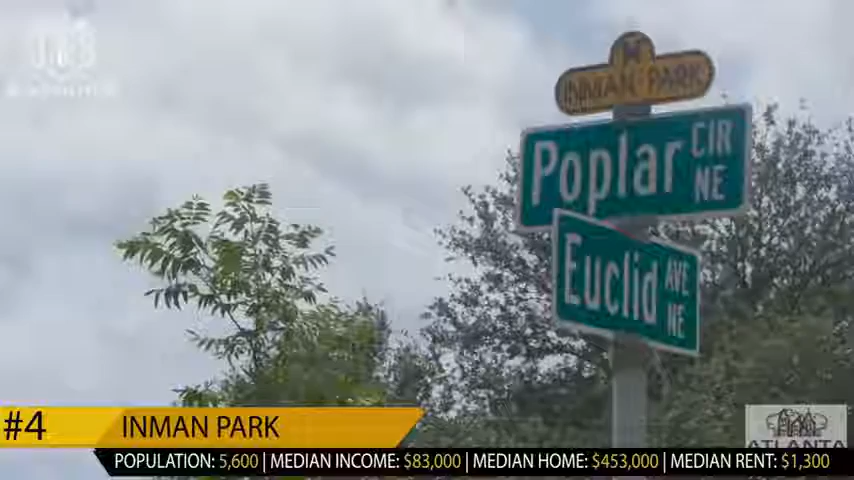 INMAN PARK
Poplar CIR NE
Euclid AVE NE
#4 INMAN PARK
ATLANTA
POPULATION: 5,600 | MEDIAN INCOME: $83,000 | MEDIAN HOME: $453,000 | MEDIAN RENT: $1,300